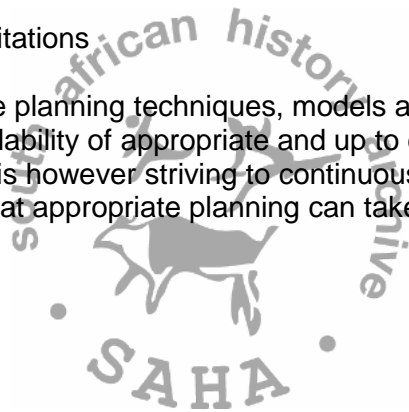 itations
e planning techniques, models a
lability of appropriate and up to
is however striving to continuous
at appropriate planning can take
south african history archive
SAHA